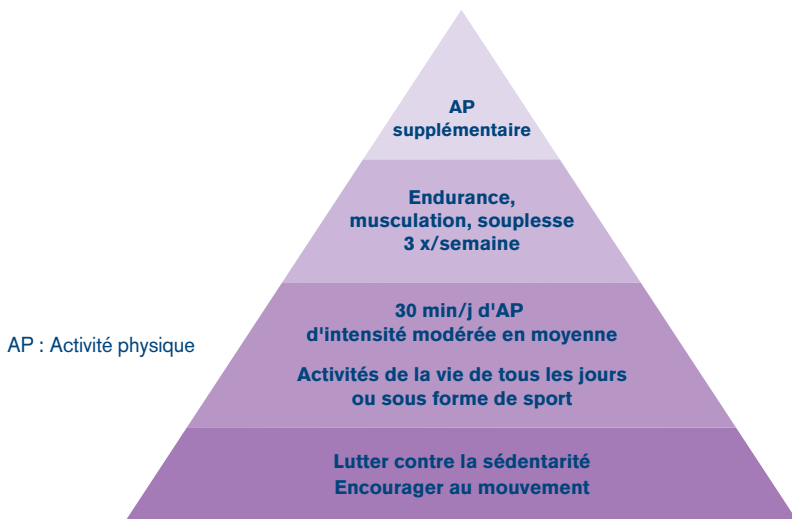 AP
supplémentaire
Endurance,
musculation, souplesse
3 x/semaine
30 min/j d'AP
d'intensité modérée en moyenne
AP : Activité physique
Activités de la vie de tous les jours
ou sous forme de sport
Lutter contre la sédentarité
Encourager au mouvement